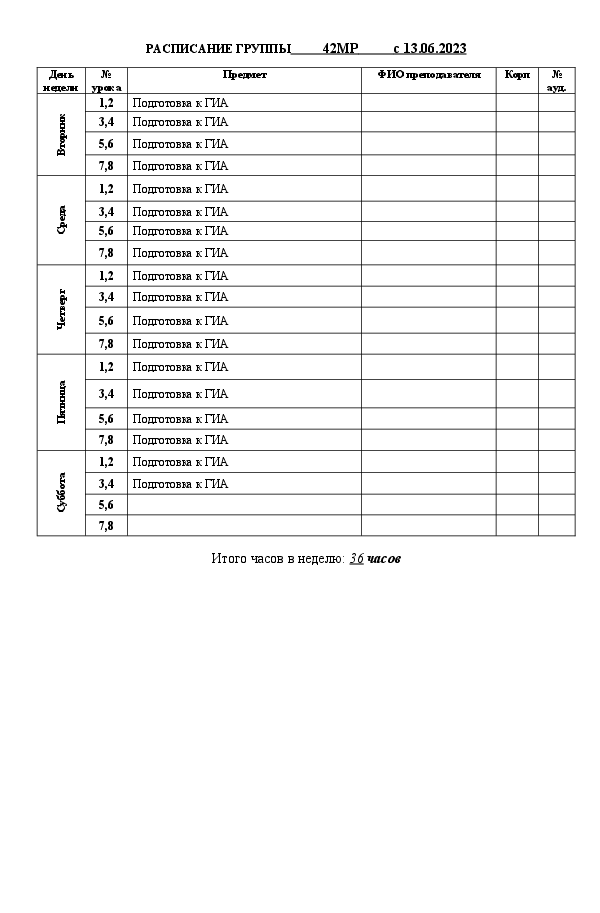 РАСПИСАНИЕ ГРУППЫ 42МР с 13.06.2023
День недели № урока Предмет ФИО преподавателя Корп № ауд.
Вторник
1,2 Подготовка к ГИА
3,4 Подготовка к ГИА
5,6 Подготовка к ГИА
7,8 Подготовка к ГИА
Среда
1,2 Подготовка к ГИА
3,4 Подготовка к ГИА
5,6 Подготовка к ГИА
7,8 Подготовка к ГИА
Четверг
1,2 Подготовка к ГИА
3,4 Подготовка к ГИА
5,6 Подготовка к ГИА
7,8 Подготовка к ГИА
Пятница
1,2 Подготовка к ГИА
3,4 Подготовка к ГИА
5,6 Подготовка к ГИА
7,8 Подготовка к ГИА
Суббота
1,2 Подготовка к ГИА
3,4 Подготовка к ГИА
5,6
7,8
Итого часов в неделю: 36 часов